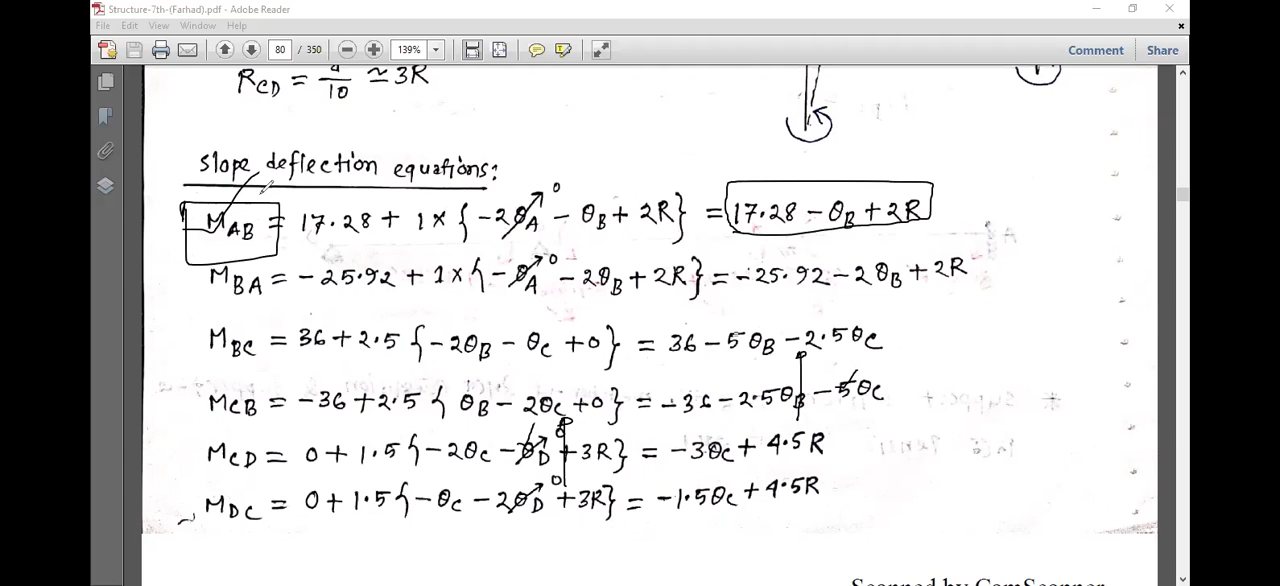 Structure-7th-(Farhad).pdf - Adobe Reader
File Edit View Window Help
80 / 350 139% Comment Share
R_CD = 4/10 ≃ 3R
slope deflection equations:
M_AB = 17.28 + 1 × { -2θ_A - θ_B + 2R } = 17.28 - θ_B + 2R
M_BA = -25.92 + 1 × { -θ_A - 2θ_B + 2R } = -25.92 - 2θ_B + 2R
M_BC = 36 + 2.5 { -2θ_B - θ_C + 0 } = 36 - 5θ_B - 2.5θ_C
M_CB = -36 + 2.5 { θ_B - 2θ_C + 0 } = -36 - 2.5θ_B - 5θ_C
M_CD = 0 + 1.5 { -2θ_C - θ_D + 3R } = -3θ_C + 4.5R
M_DC = 0 + 1.5 { -θ_C - 2θ_D + 3R } = -1.5θ_C + 4.5R
Scanned by CamScanner